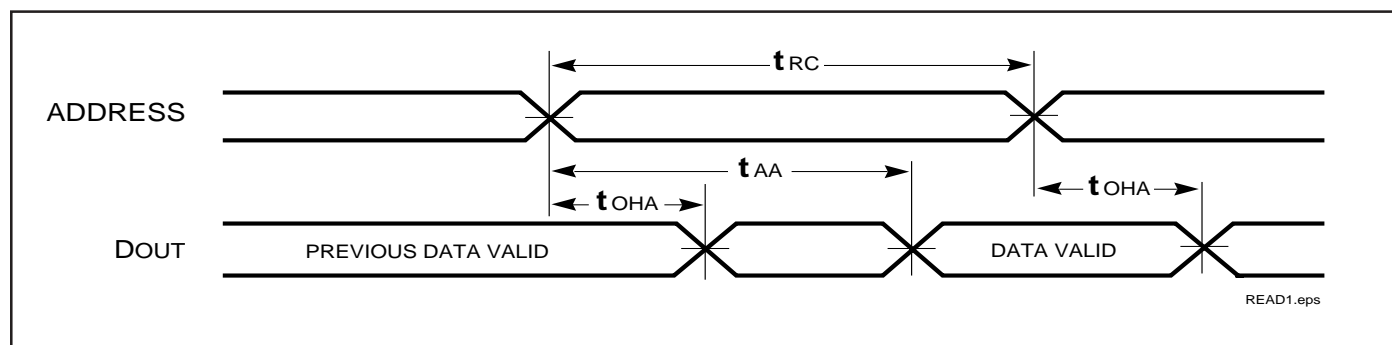 tRC
ADDRESS
tAA
tOHA
tOHA
DOUT
PREVIOUS DATA VALID
DATA VALID
READ1.eps